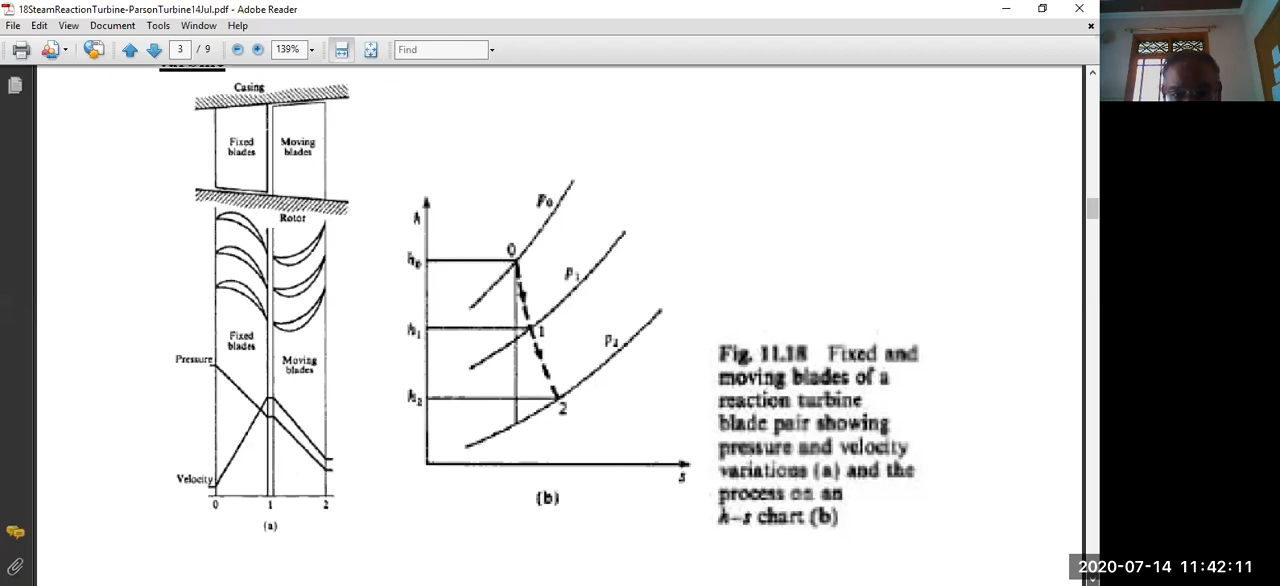 18SteamReactionTurbine-ParsonTurbine14Jul.pdf - Adobe Reader
File Edit View Document Tools Window Help
3 / 9 139% Find
Casing
Fixed
blades
Moving
blades
Rotor
Fixed
blades
Moving
blades
Pressure
Velocity
0 1 2
(a)
h
h0
h1
h2
P0
p1
p2
0
1
2
s
(b)
Fig. 11.18 Fixed and
moving blades of a
reaction turbine
blade pair showing
pressure and velocity
variations (a) and the
process on an
h–s chart (b)
2020-07-14 11:42:11